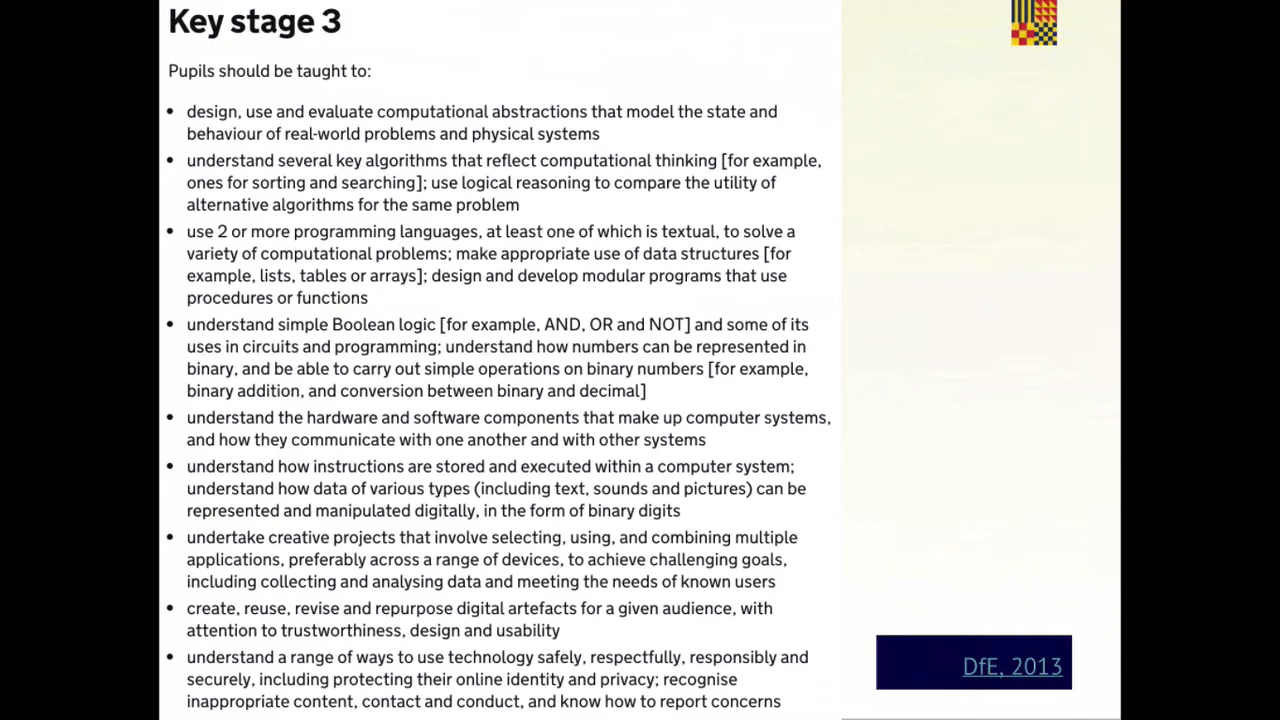 Key stage 3
Pupils should be taught to:
• design, use and evaluate computational abstractions that model the state and
behaviour of real-world problems and physical systems
• understand several key algorithms that reflect computational thinking [for example,
ones for sorting and searching]; use logical reasoning to compare the utility of
alternative algorithms for the same problem
• use 2 or more programming languages, at least one of which is textual, to solve a
variety of computational problems; make appropriate use of data structures [for
example, lists, tables or arrays]; design and develop modular programs that use
procedures or functions
• understand simple Boolean logic [for example, AND, OR and NOT] and some of its
uses in circuits and programming; understand how numbers can be represented in
binary, and be able to carry out simple operations on binary numbers [for example,
binary addition, and conversion between binary and decimal]
• understand the hardware and software components that make up computer systems,
and how they communicate with one another and with other systems
• understand how instructions are stored and executed within a computer system;
understand how data of various types (including text, sounds and pictures) can be
represented and manipulated digitally, in the form of binary digits
• undertake creative projects that involve selecting, using, and combining multiple
applications, preferably across a range of devices, to achieve challenging goals,
including collecting and analysing data and meeting the needs of known users
• create, reuse, revise and repurpose digital artefacts for a given audience, with
attention to trustworthiness, design and usability
• understand a range of ways to use technology safely, respectfully, responsibly and
securely, including protecting their online identity and privacy; recognise
inappropriate content, contact and conduct, and know how to report concerns
DfE, 2013